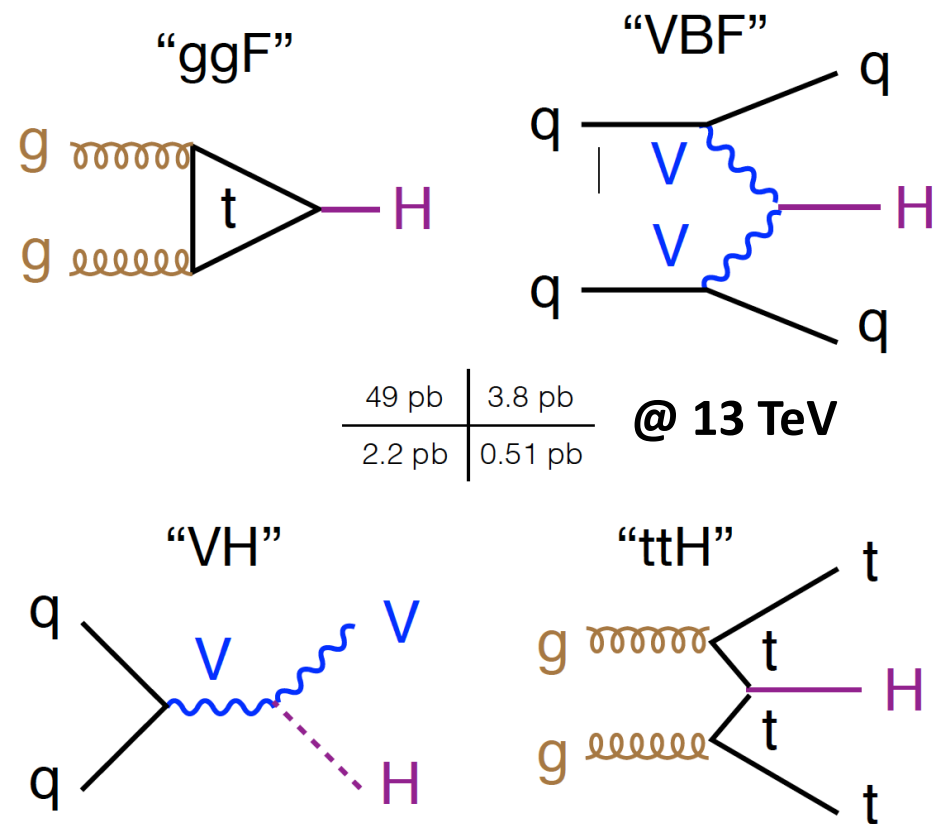 “ggF”
g
g
t
H
“VBF”
q
q
V
V
H
q
q
49 pb 3.8 pb
2.2 pb 0.51 pb
@ 13 TeV
“VH”
q
V
V
q
H
“ttH”
t
g
t
H
t
g
t